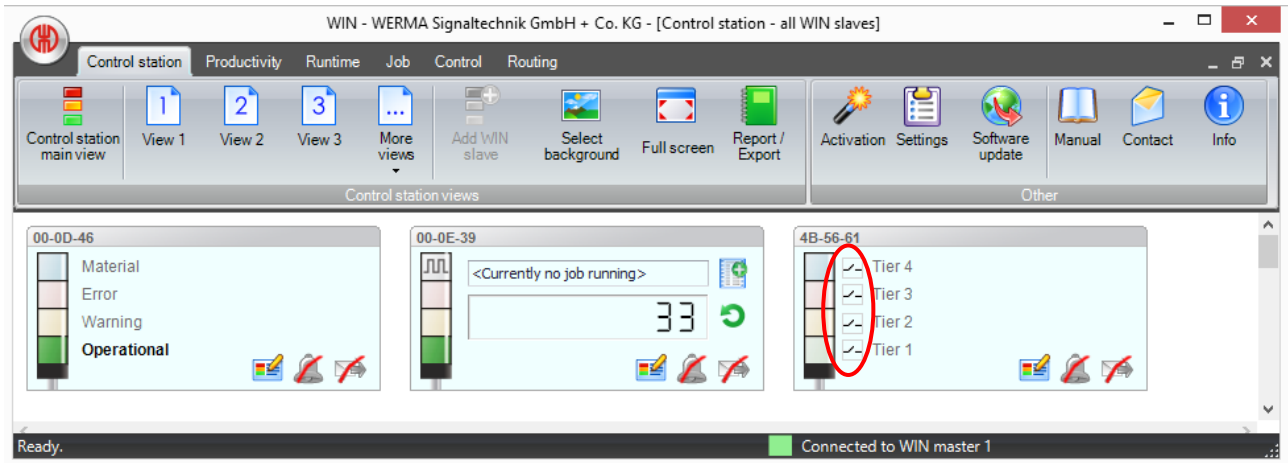 WIN - WERMA Signaltechnik GmbH + Co. KG - [Control station - all WIN slaves]
Control station Productivity Runtime Job Control Routing
Control station main view
1
View 1
2
View 2
3
View 3
...
More views
Add WIN slave
Select background
Full screen
Report / Export
Activation
Settings
Software update
Manual
Contact
Info
Control station views
Other
00-0D-46
Material
Error
Warning
Operational
00-0E-39
<Currently no job running>
33
4B-56-61
Tier 4
Tier 3
Tier 2
Tier 1
Ready.
Connected to WIN master 1